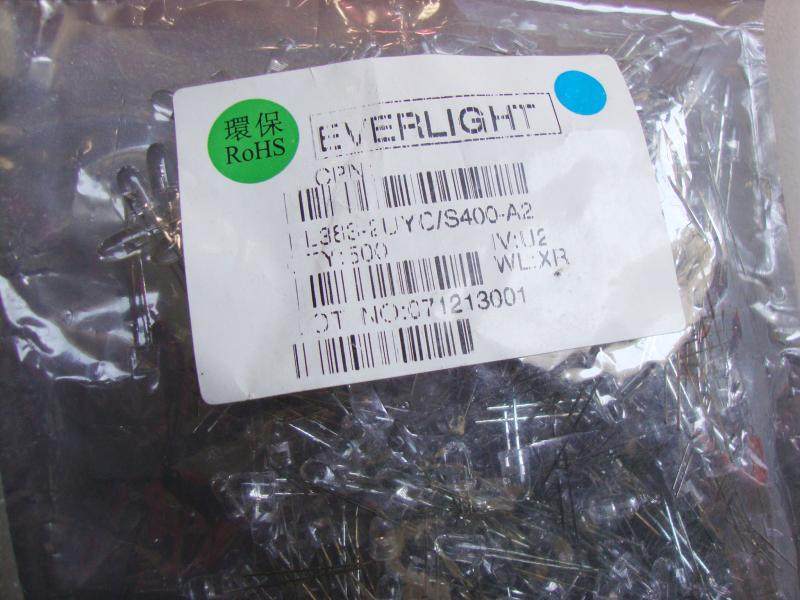 環保
RoHS
EVERLIGHT
CPN
L383-2UYC/S400-A2
TY:500
IV:U2
WL:XR
OT NO:071213001